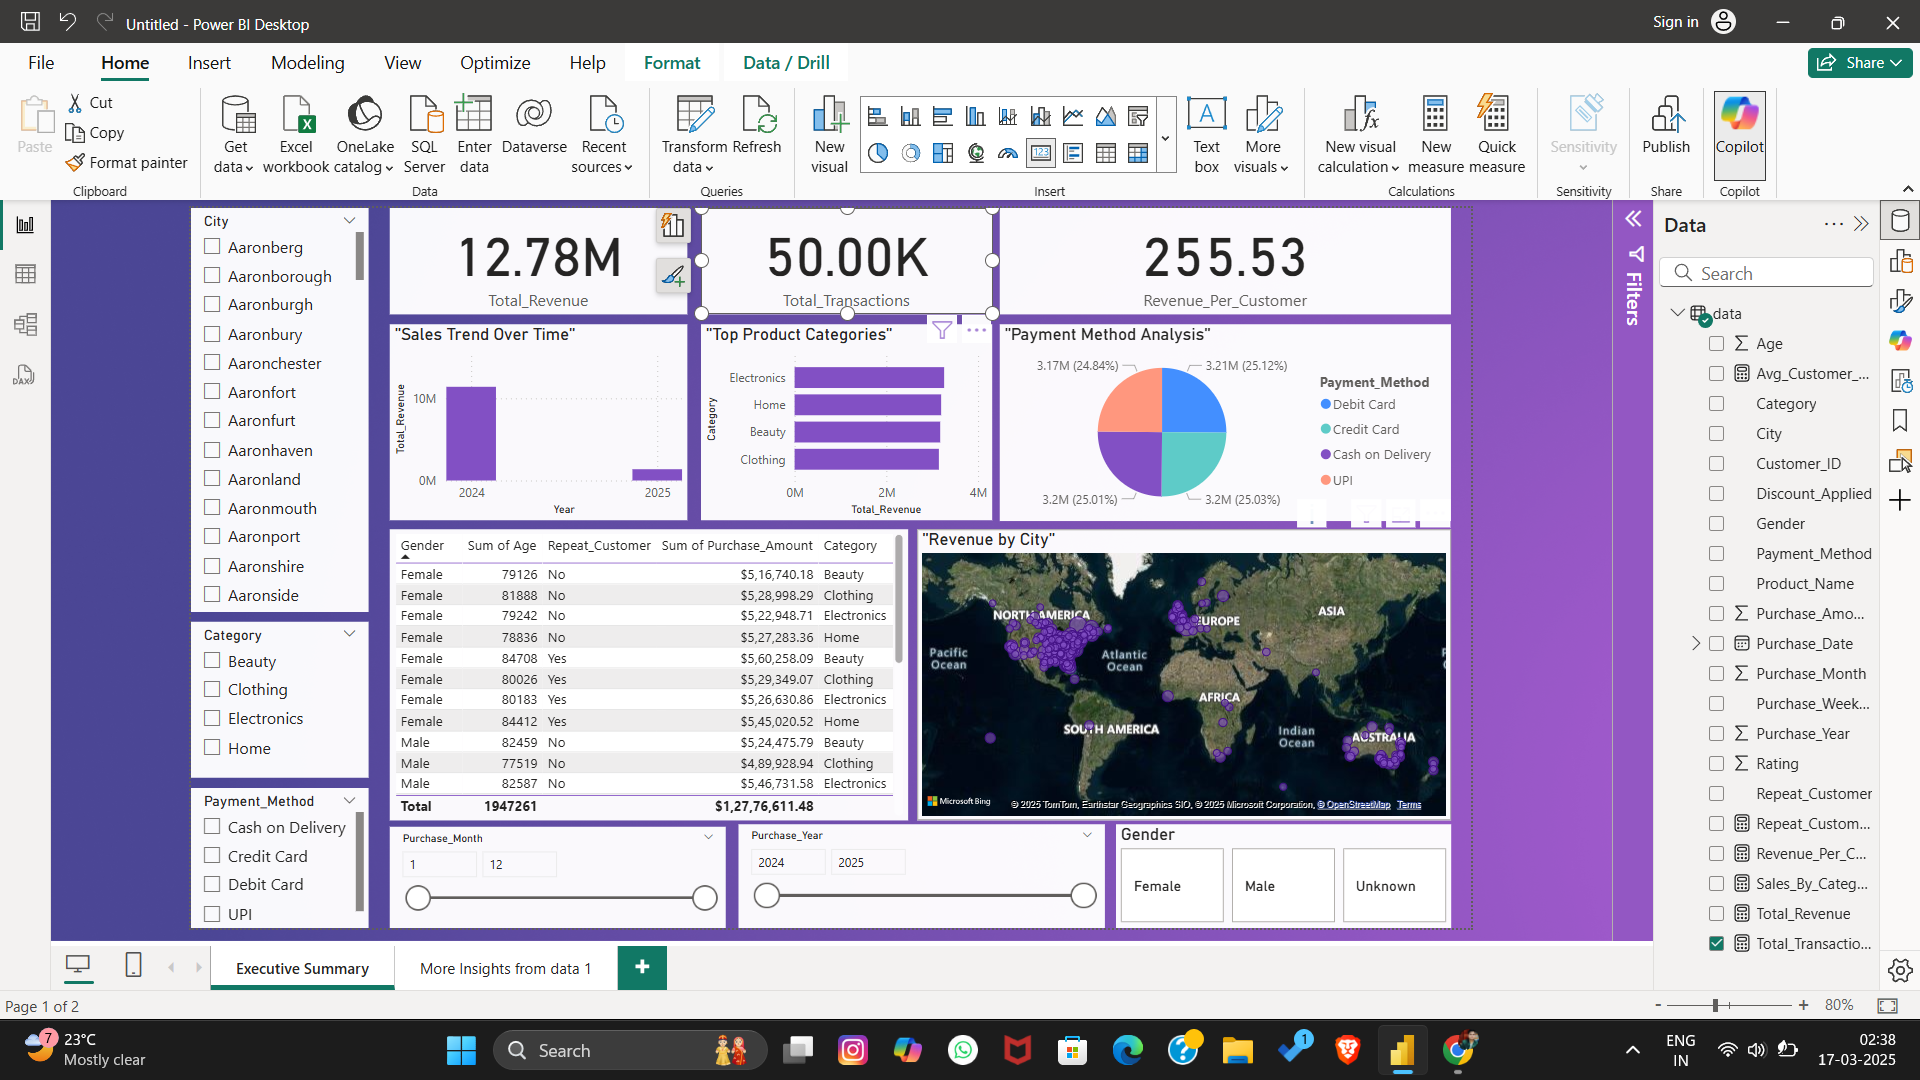 Untitled - Power BI Desktop
Sign in
File
Home
Insert
Modeling
View
Optimize
Help
Format
Data / Drill
Share
Paste
Cut
Copy
Format painter
Clipboard
Get data
Excel workbook
OneLake catalog
SQL Server
Enter data
Dataverse
Recent sources
Data
Transform data
Refresh
Queries
New visual
Text box
More visuals
Insert
New visual calculation
New measure
Quick measure
Calculations
Sensitivity
Sensitivity
Publish
Share
Copilot
Copilot
City
Aaronberg
Aaronborough
Aaronburgh
Aaronbury
Aaronchester
Aaronfort
Aaronfurt
Aaronhaven
Aaronland
Aaronmouth
Aaronport
Aaronshire
Aaronside
Category
Beauty
Clothing
Electronics
Home
Payment_Method
Cash on Delivery
Credit Card
Debit Card
UPI
12.78M
Total_Revenue
50.00K
Total_Transactions
255.53
Revenue_Per_Customer
"Sales Trend Over Time"
Total_Revenue
10M
0M
2024
2025
Year
"Top Product Categories"
Category
Electronics
Home
Beauty
Clothing
0M
2M
4M
Total_Revenue
"Payment Method Analysis"
3.17M (24.84%)
3.21M (25.12%)
3.2M (25.01%)
3.2M (25.03%)
Payment_Method
Debit Card
Credit Card
Cash on Delivery
UPI
Gender Sum of Age Repeat_Customer Sum of Purchase_Amount Category
Female 79126 No $5,16,740.18 Beauty
Female 81888 No $5,28,998.29 Clothing
Female 79242 No $5,22,948.71 Electronics
Female 78836 No $5,27,283.36 Home
Female 84708 Yes $5,60,258.09 Beauty
Female 80026 Yes $5,29,349.07 Clothing
Female 80183 Yes $5,26,630.86 Electronics
Female 84412 Yes $5,45,020.52 Home
Male 82459 No $5,24,475.79 Beauty
Male 77519 No $4,89,928.94 Clothing
Male 82587 No $5,46,731.58 Electronics
Total 1947261 $1,27,76,611.48
"Revenue by City"
NORTH AMERICA
EUROPE
ASIA
Pacific Ocean
Atlantic Ocean
AFRICA
SOUTH AMERICA
Indian Ocean
AUSTRALIA
Microsoft Bing
© 2025 TomTom, Earthstar Geographics SIO, © 2025 Microsoft Corporation, © OpenStreetMap Terms
Purchase_Month
1
12
Purchase_Year
2024
2025
Gender
Female
Male
Unknown
Filters
Data
Search
data
Age
Avg_Customer_...
Category
City
Customer_ID
Discount_Applied
Gender
Payment_Method
Product_Name
Purchase_Amo...
Purchase_Date
Purchase_Month
Purchase_Week...
Purchase_Year
Rating
Repeat_Customer
Repeat_Custom...
Revenue_Per_C...
Sales_By_Categ...
Total_Revenue
Total_Transactio...
DAX
Executive Summary
More Insights from data 1
Page 1 of 2
80%
7
23°C
Mostly clear
Search
1
ENG
IN
02:38
17-03-2025